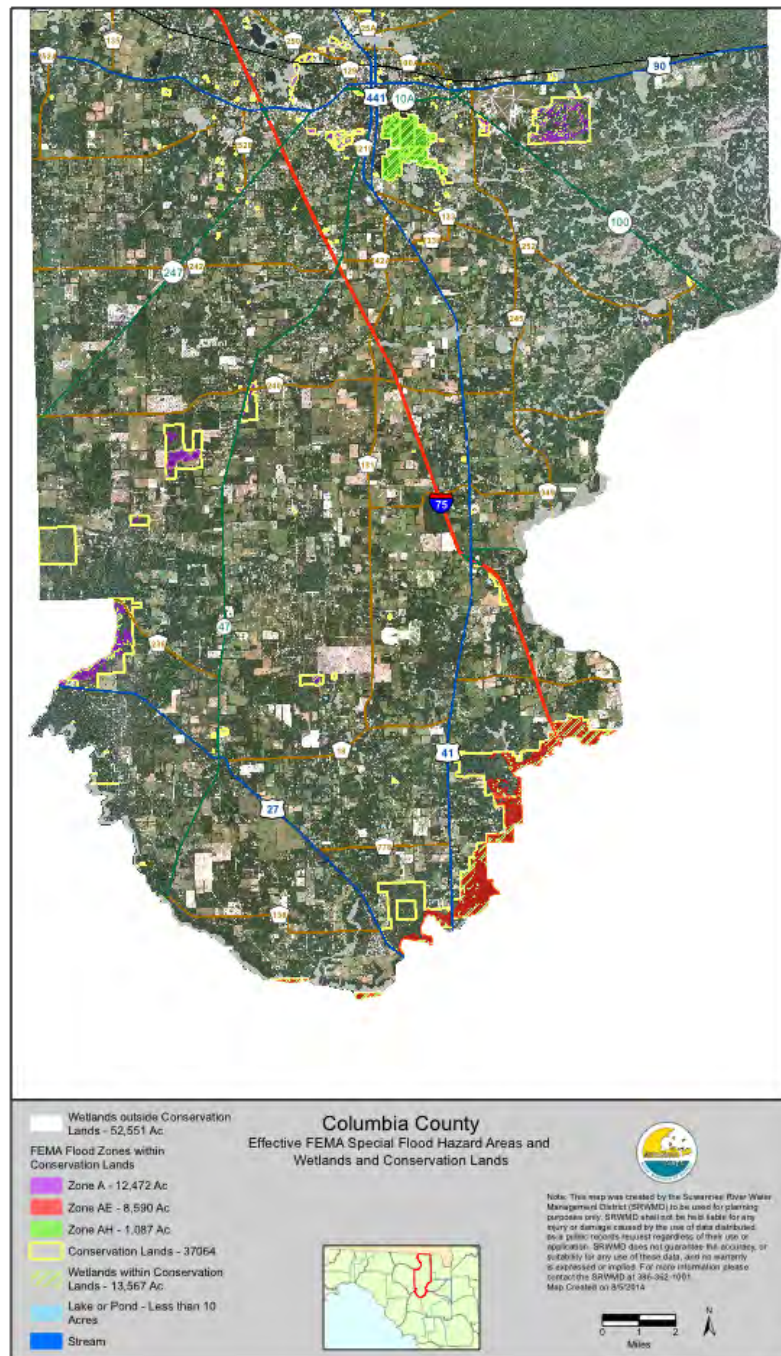 90
441
10A
100
247
75
47
41
27
Wetlands outside Conservation
Lands - 52,551 Ac
FEMA Flood Zones within
Conservation Lands
Zone A - 12,472 Ac
Zone AE - 8,590 Ac
Zone AH - 1,087 Ac
Conservation Lands - 37064
Wetlands within Conservation
Lands - 13,567 Ac
Lake or Pond - Less than 10
Acres
Stream
Columbia County
Effective FEMA Special Flood Hazard Areas and
Wetlands and Conservation Lands
Note: This map was created by the Suwannee River Water
Management District (SRWMD) to be used for planning
purposes only. SRWMD shall not be held liable for any
injury or damage caused by the use of data distributed
as a public records request regardless of their use or
application. SRWMD does not guarantee the accuracy, or
suitability for any use of these data, and no warranty
is expressed or implied. For more information please
contact the SRWMD at 386-362-1001.
Map Created on 8/5/2014
N
0 1 2
Miles